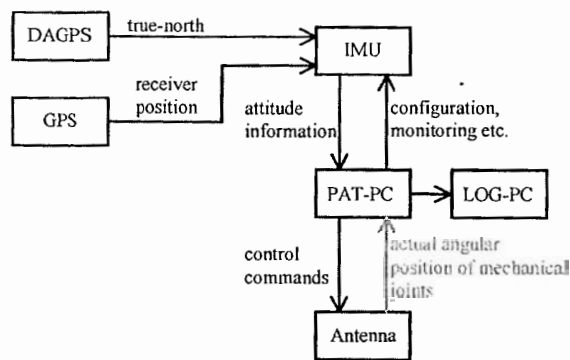 DAGPS
true-north
IMU
receiver
position
GPS
attitude
information
configuration,
monitoring etc.
PAT-PC
LOG-PC
control
commands
actual angular
position of mechanical
joints
Antenna